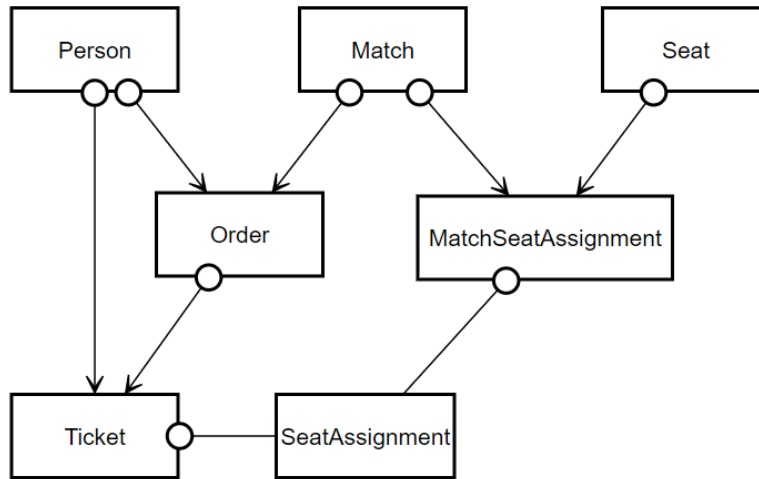 Person
Match
Seat
Order
MatchSeatAssignment
Ticket
SeatAssignment